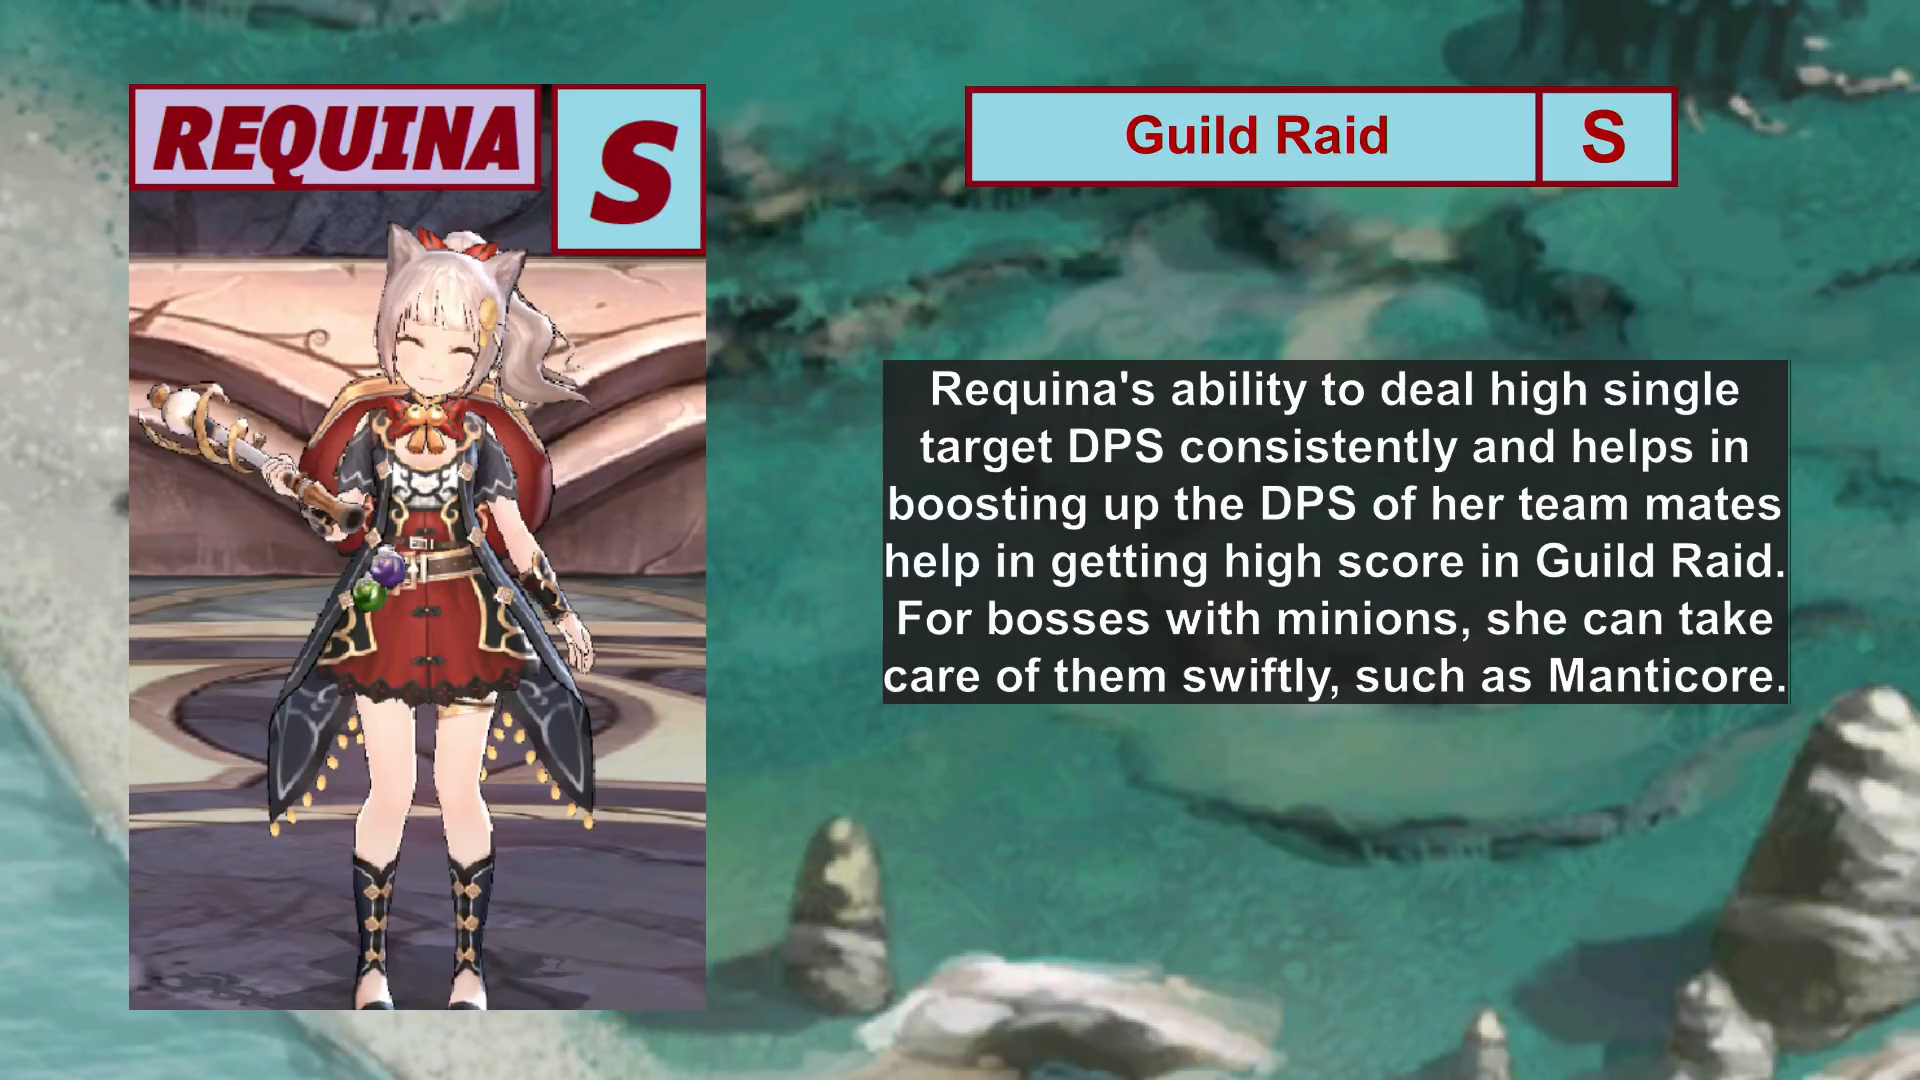 REQUINA
S
Guild Raid
S
Requina's ability to deal high single
target DPS consistently and helps in
boosting up the DPS of her team mates
help in getting high score in Guild Raid.
For bosses with minions, she can take
care of them swiftly, such as Manticore.